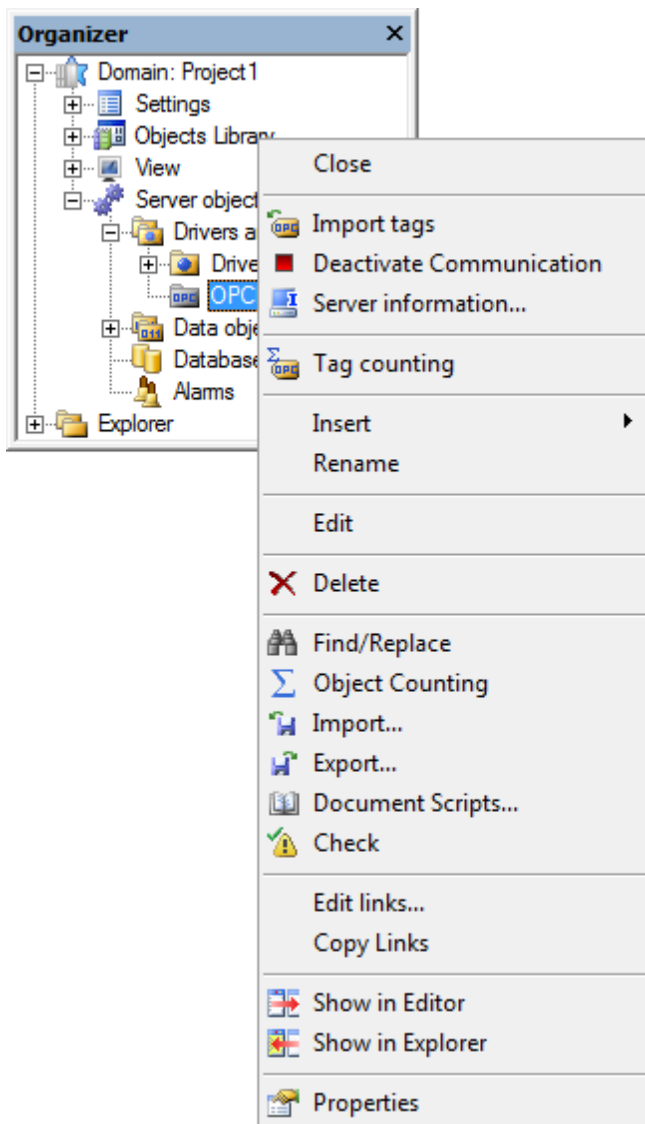 Organizer
Domain: Project1
Settings
Objects Library
View
Server object
Drivers a
Drive
OPC
Data obje
Database
Alarms
Explorer
Close
Import tags
Deactivate Communication
Server information...
Tag counting
Insert
Rename
Edit
Delete
Find/Replace
Object Counting
Import...
Export...
Document Scripts...
Check
Edit links...
Copy Links
Show in Editor
Show in Explorer
Properties